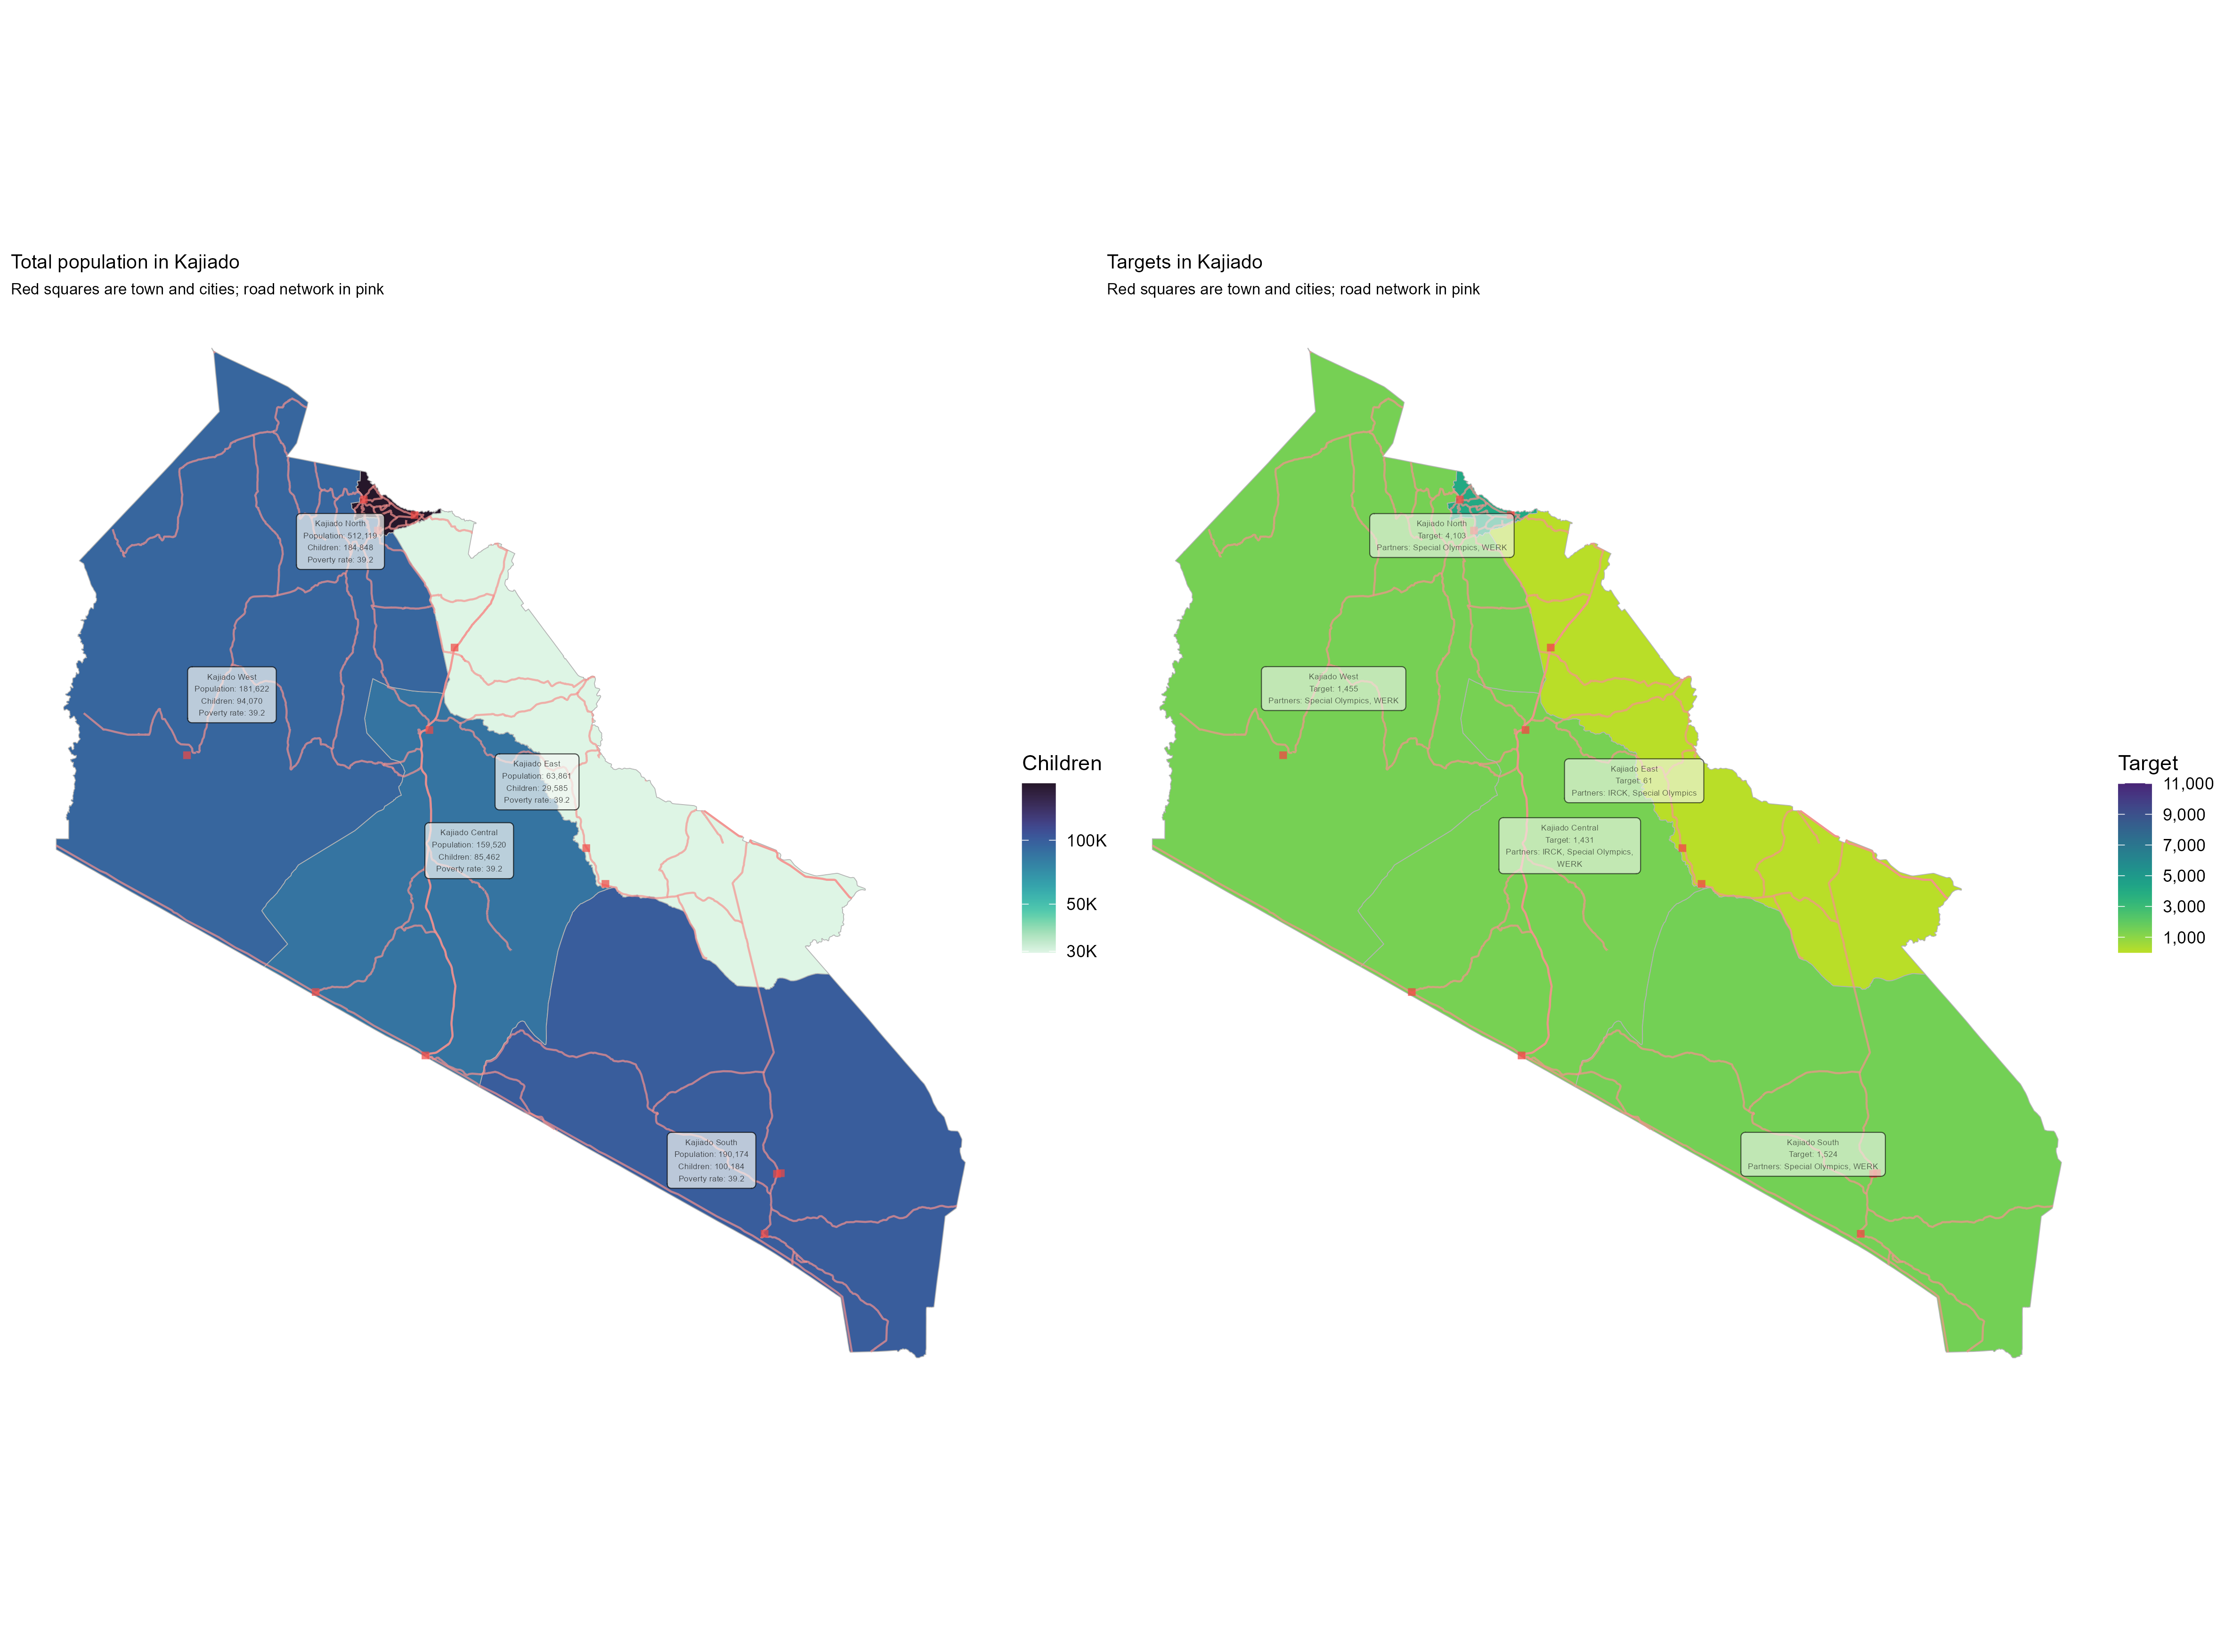 Total population in Kajiado
Red squares are town and cities; road network in pink
Kajiado North
Population: 512,119
Children: 184,848
Poverty rate: 39.2
Kajiado West
Population: 181,622
Children: 94,070
Poverty rate: 39.2
Kajiado East
Population: 63,861
Children: 29,585
Poverty rate: 39.2
Kajiado Central
Population: 159,520
Children: 85,462
Poverty rate: 39.2
Kajiado South
Population: 190,174
Children: 100,184
Poverty rate: 39.2
Children
100K
50K
30K
Targets in Kajiado
Red squares are town and cities; road network in pink
Kajiado North
Target: 4,103
Partners: Special Olympics, WERK
Kajiado West
Target: 1,455
Partners: Special Olympics, WERK
Kajiado East
Target: 61
Partners: IRCK, Special Olympics
Kajiado Central
Target: 1,431
Partners: IRCK, Special Olympics,
WERK
Kajiado South
Target: 1,524
Partners: Special Olympics, WERK
Target
11,000
9,000
7,000
5,000
3,000
1,000